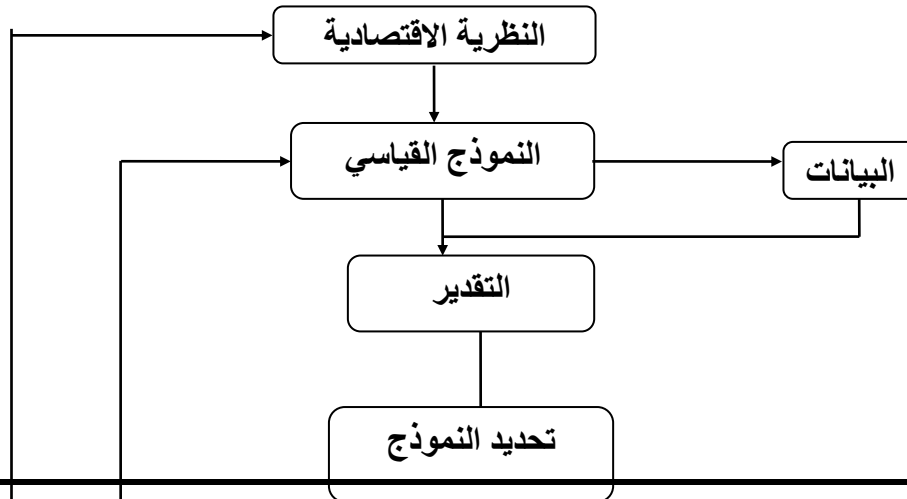 النظرية الاقتصادية
النموذج القياسي
البيانات
التقدير
تحديد النموذج